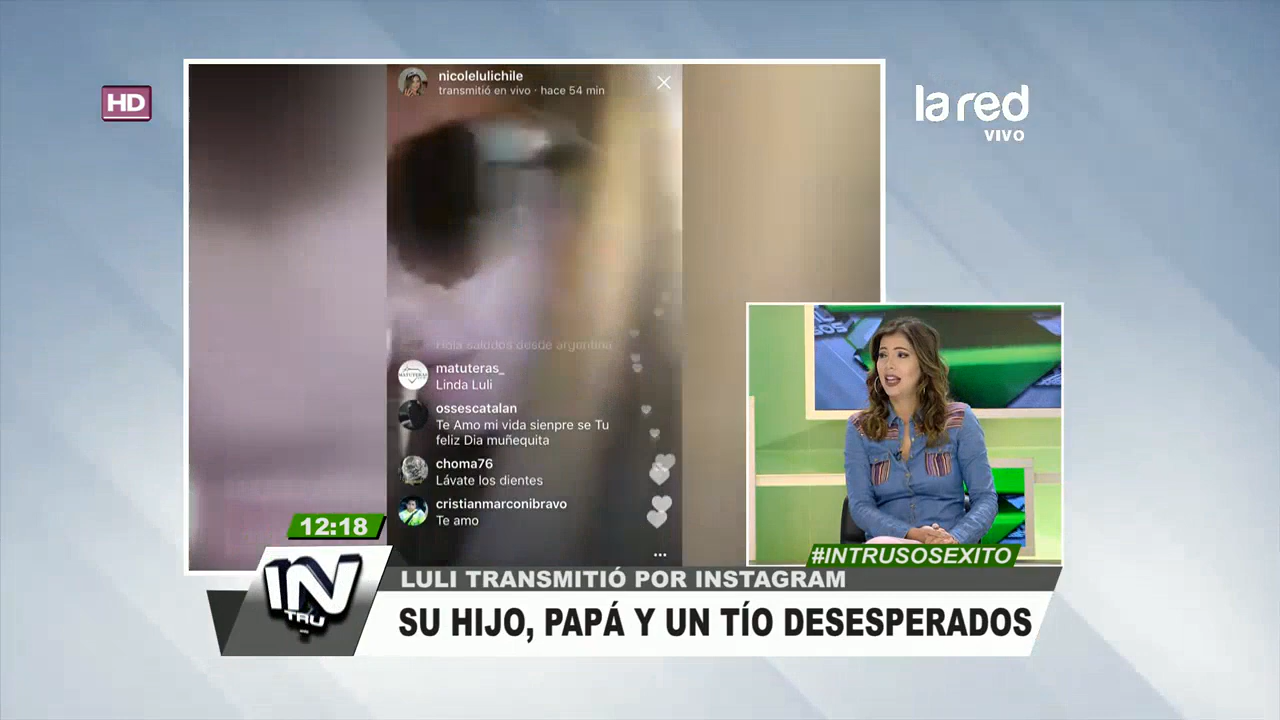 HD
nicolelulichile
transmitió en vivo · hace 54 min
la red
VIVO
Hola saludos desde argentina
matuteras_
Linda Luli
ossescatalan
Te Amo mi vida sienpre se Tu
feliz Dia muñequita
choma76
Lávate los dientes
cristianmarconibravo
Te amo
12:18
#INTRUSOSEXITO
IN
TRU
LULI TRANSMITIÓ POR INSTAGRAM
SU HIJO, PAPÁ Y UN TÍO DESESPERADOS